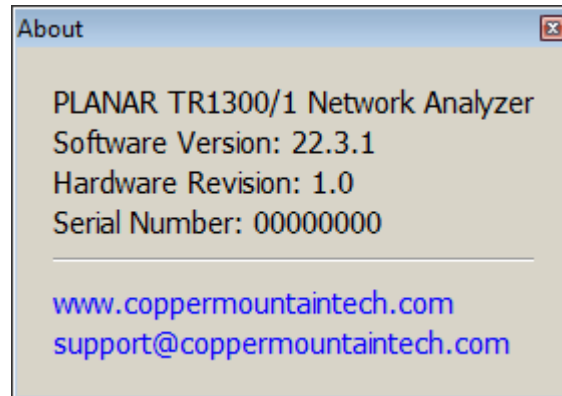 About
PLANAR TR1300/1 Network Analyzer
Software Version: 22.3.1
Hardware Revision: 1.0
Serial Number: 00000000
www.coppermountaintech.com
support@coppermountaintech.com